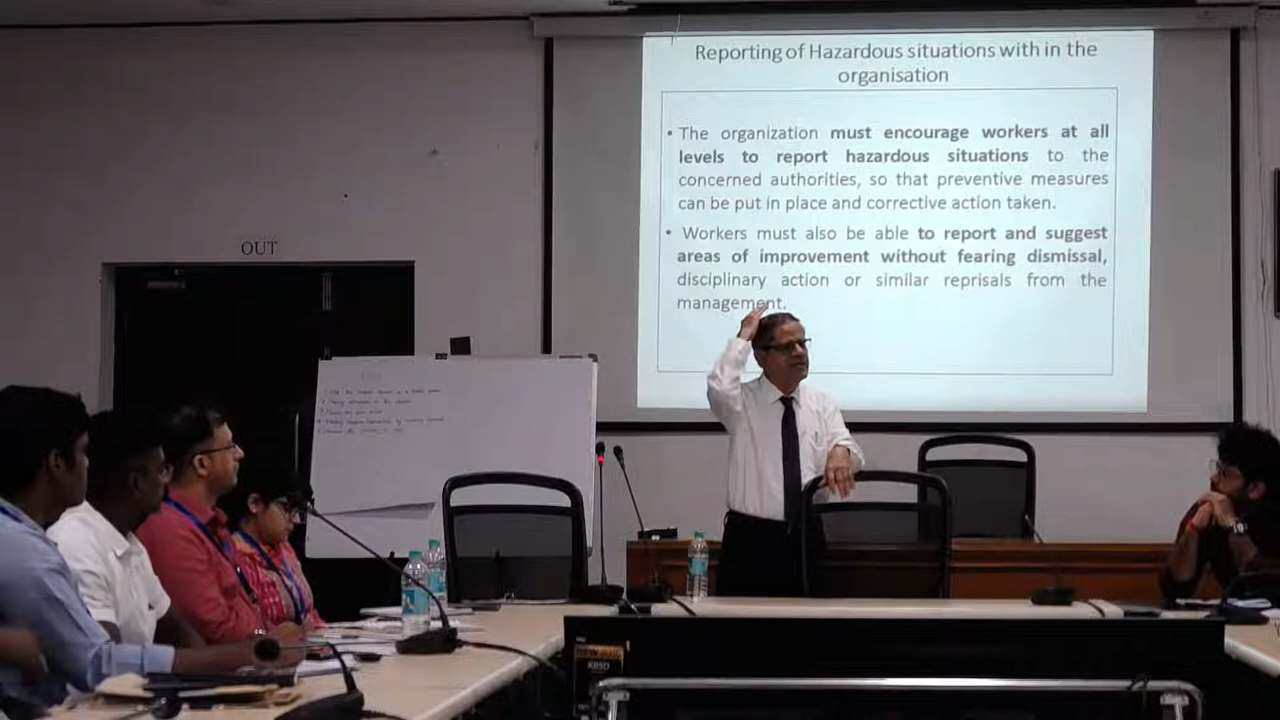 Reporting of Hazardous situations with in the
organisation
• The organization must encourage workers at all
levels to report hazardous situations to the
concerned authorities, so that preventive measures
can be put in place and corrective action taken.
• Workers must also be able to report and suggest
areas of improvement without fearing dismissal,
disciplinary action or similar reprisals from the
management.
OUT